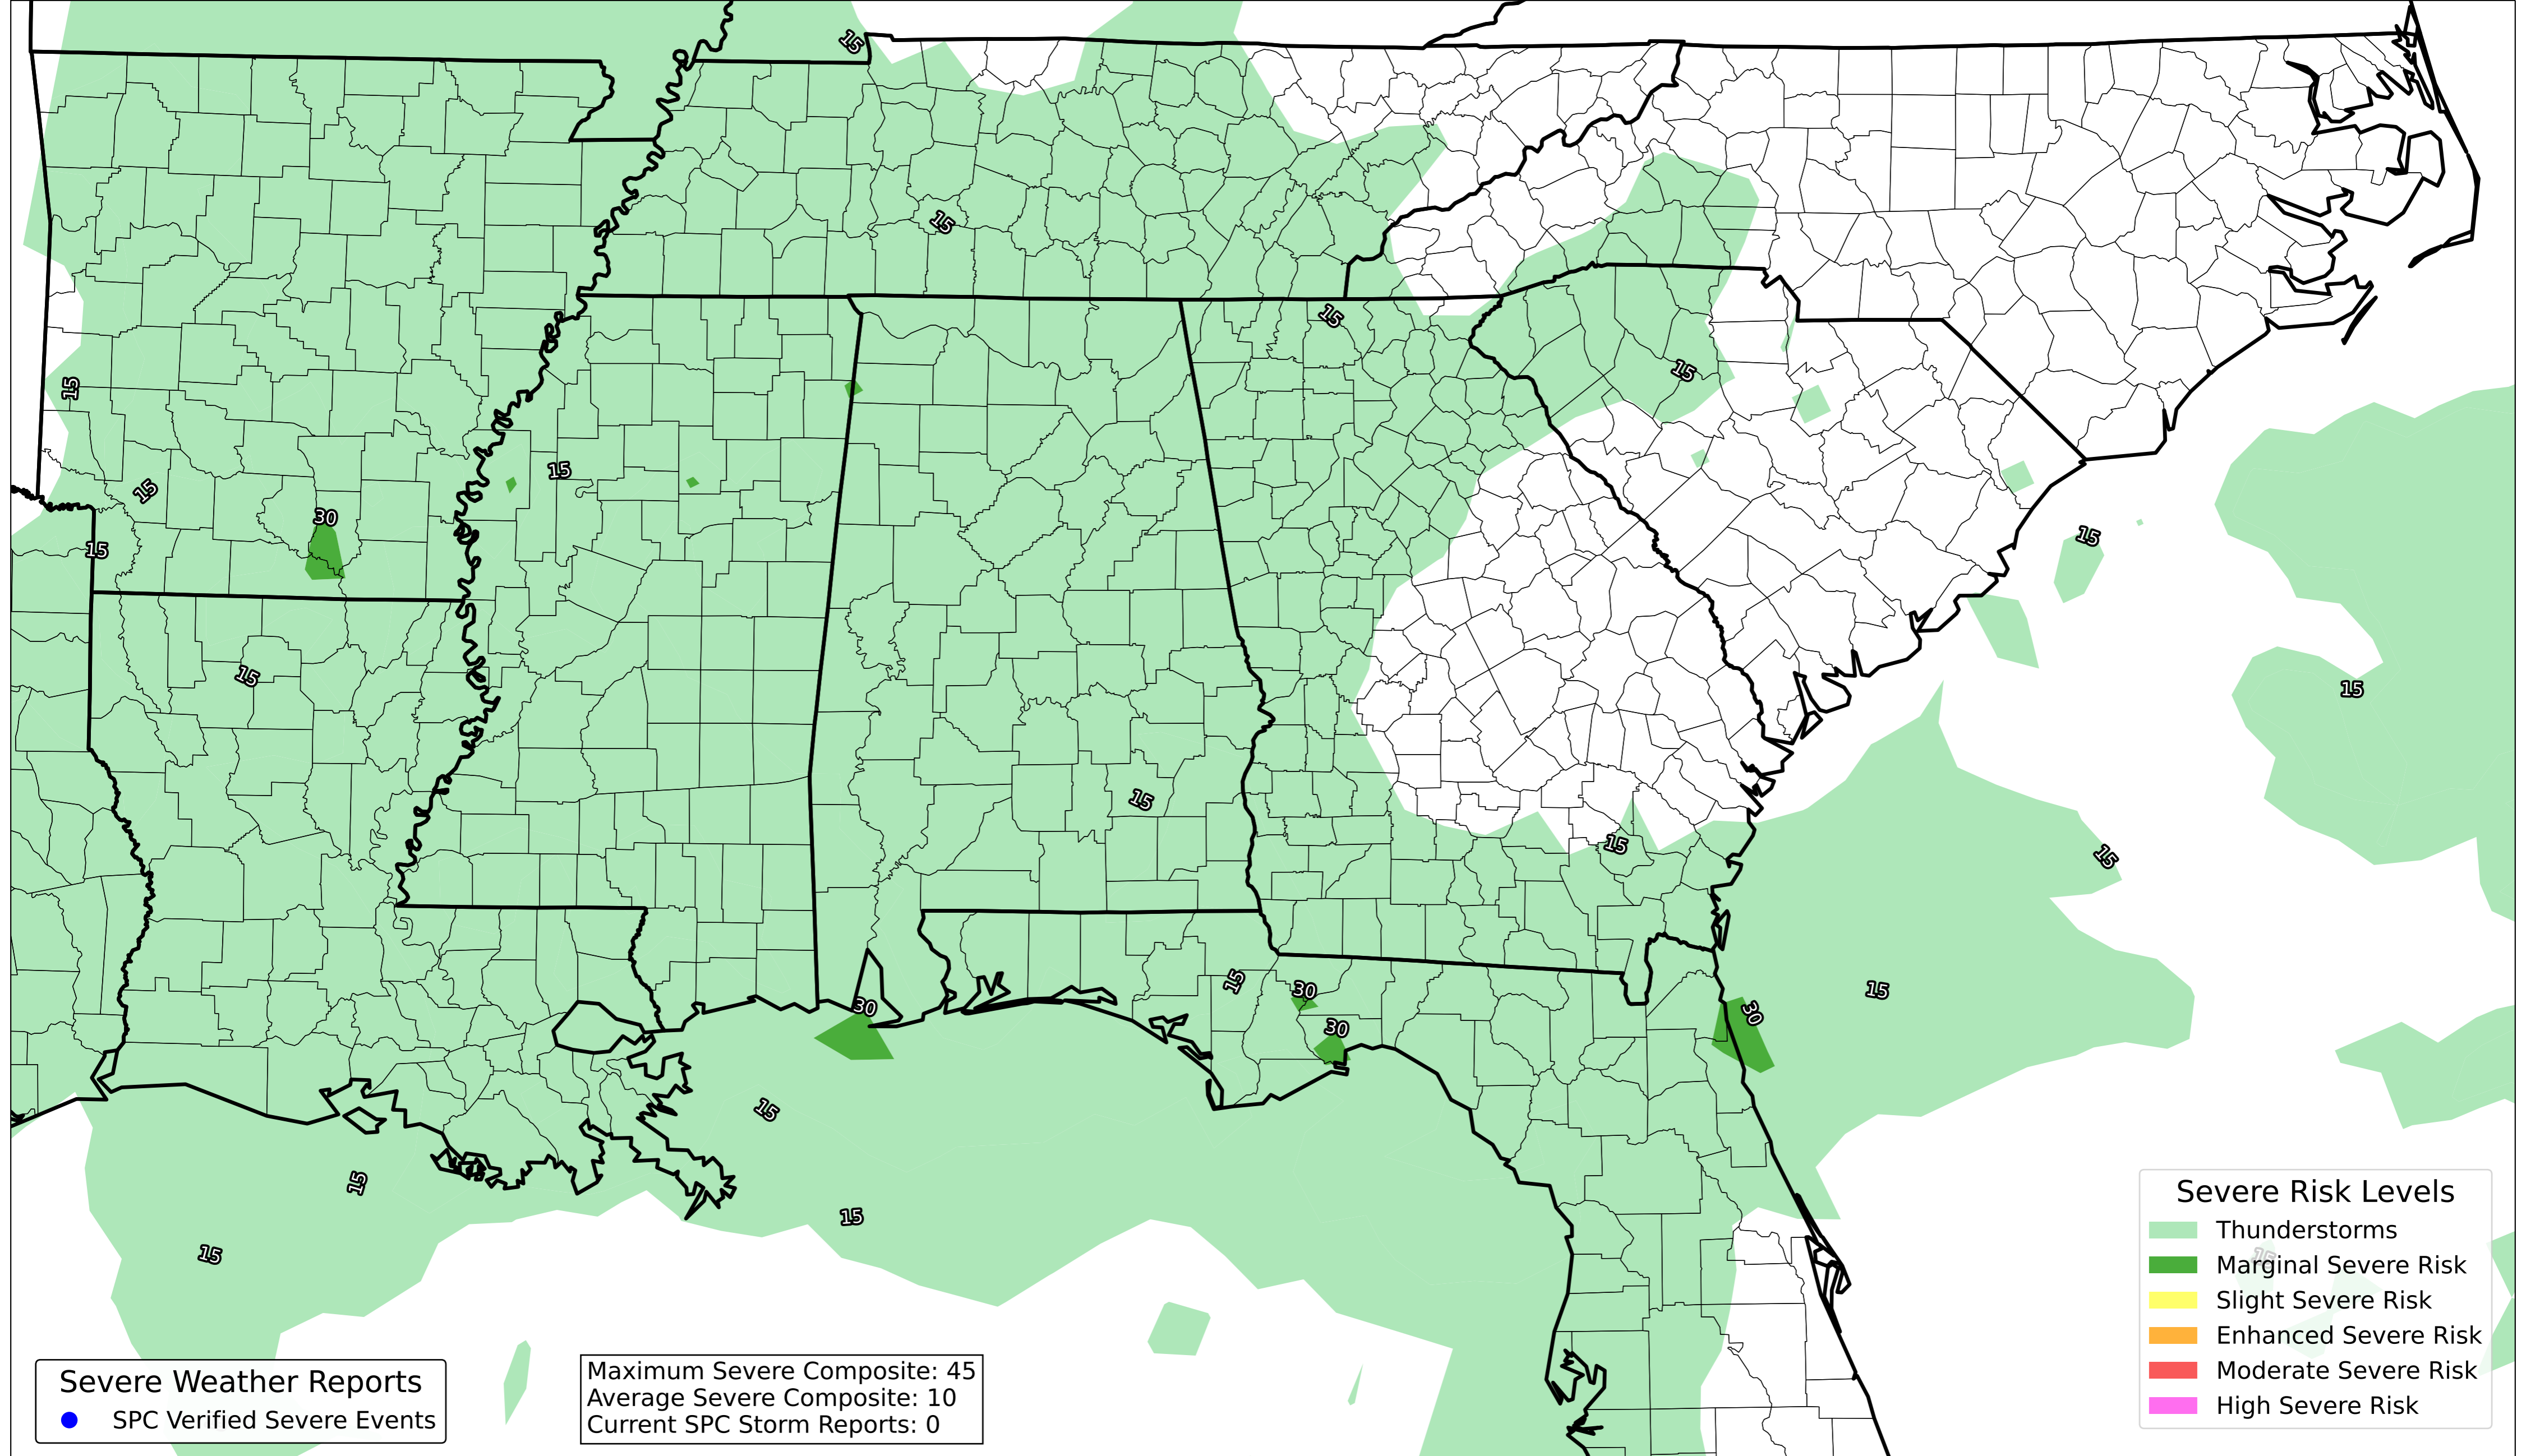 15
15
15
15
15
15
15
30
15
15
15
15
15
15
15
15
30
30
30
15
30
15
15
15
15
15
15
Severe Weather Reports
SPC Verified Severe Events
Maximum Severe Composite: 45
Average Severe Composite: 10
Current SPC Storm Reports: 0
Severe Risk Levels
Thunderstorms
Marginal Severe Risk
Slight Severe Risk
Enhanced Severe Risk
Moderate Severe Risk
High Severe Risk